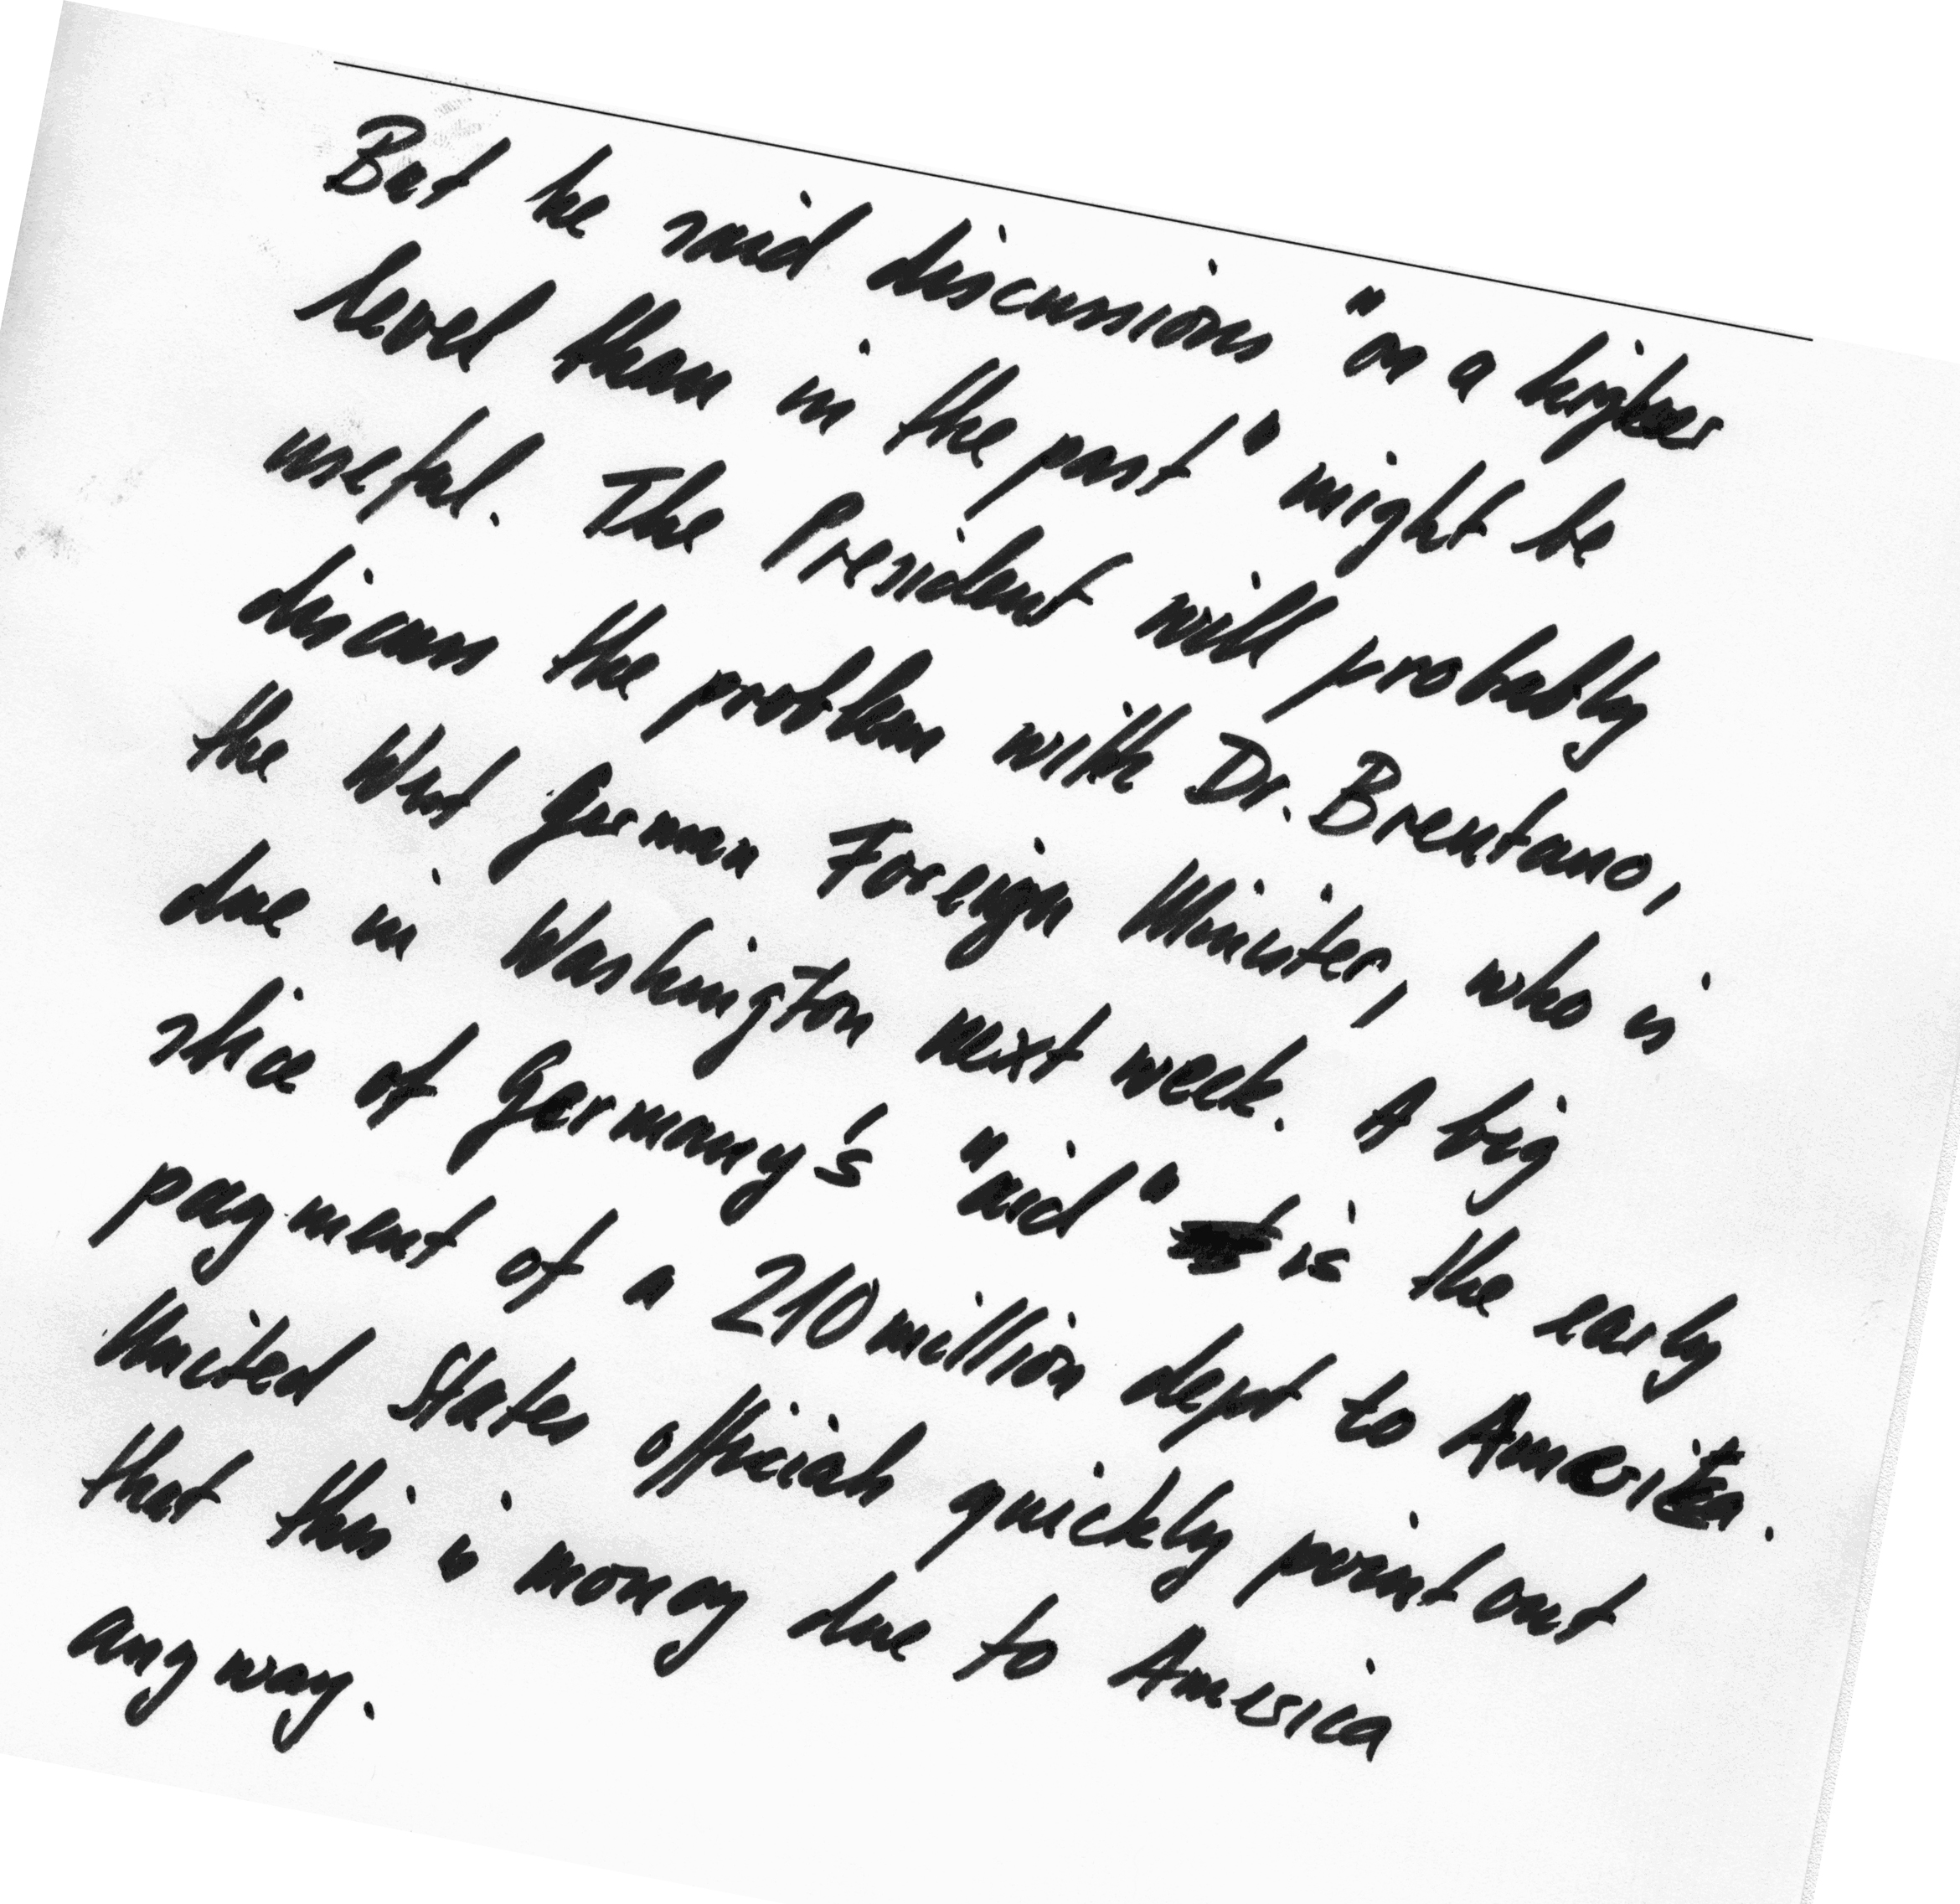 But he said discussions "on a higher
level than in the past" might be
useful. The President will probably
discuss the problem with Dr. Brentano,
the West German Foreign Minister, who is
due in Washington next week. A big
slice of Germany's "aid" is the early
payment of a 210 million dept to America.
United States officials quickly point out
that this is money due to America
anyway.